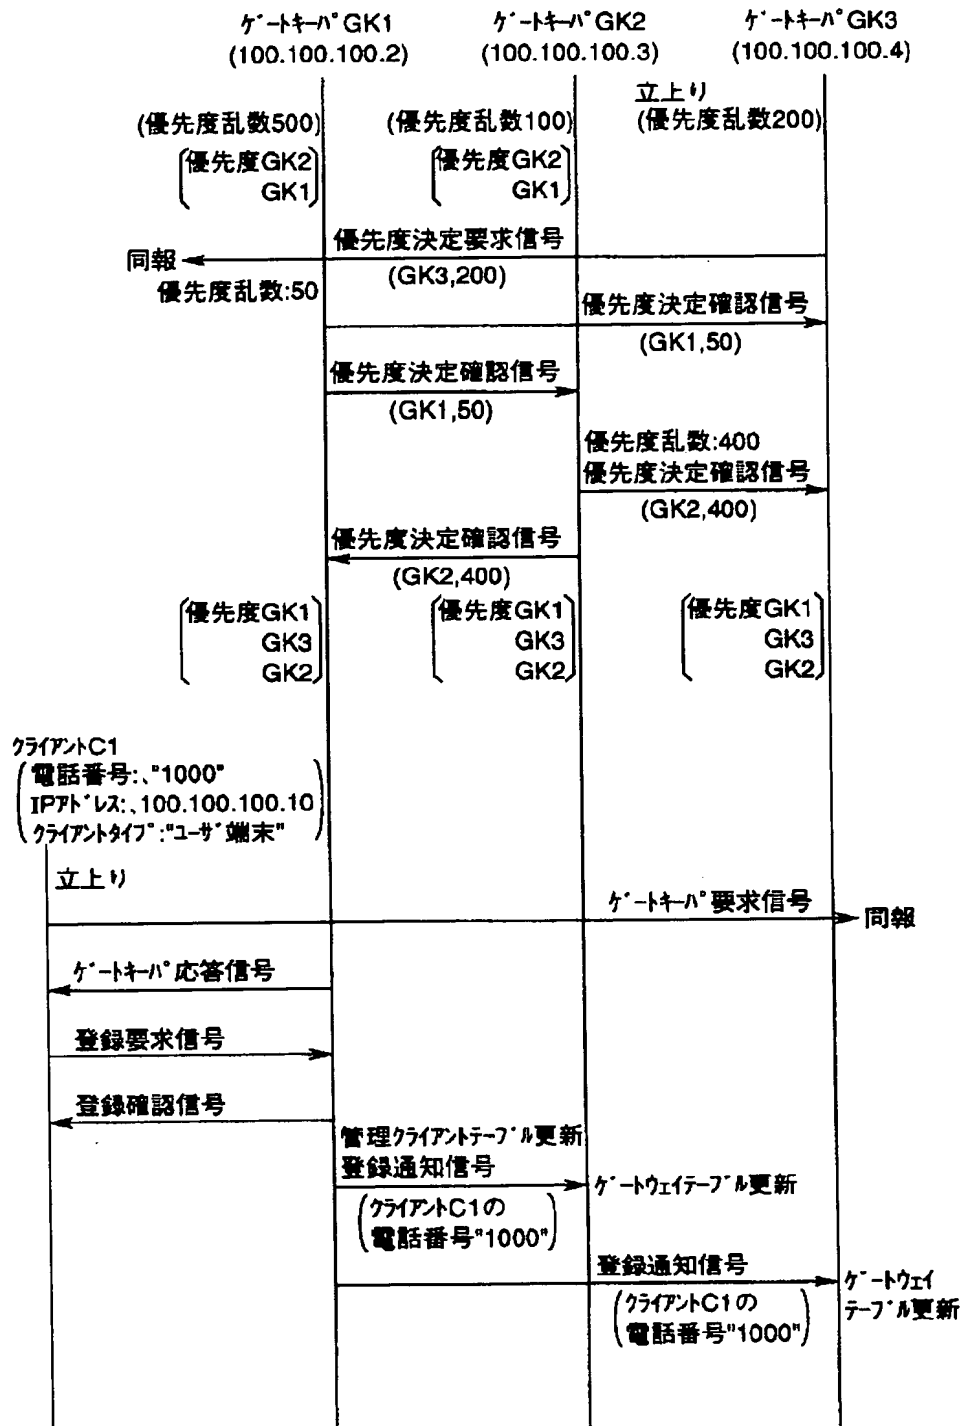 ゲートキーパGK1
ゲートキーパGK2
ゲートキーパGK3
(100.100.100.2)
(100.100.100.3)
(100.100.100.4)
立上り
(優先度乱数500)
(優先度乱数100)
(優先度乱数200)
優先度GK2
GK1
優先度GK2
GK1
優先度決定要求信号
同報
(GK3,200)
優先度乱数:50
優先度決定確認信号
(GK1,50)
優先度決定確認信号
(GK1,50)
優先度乱数:400
優先度決定確認信号
(GK2,400)
優先度決定確認信号
(GK2,400)
優先度GK1
GK3
GK2
優先度GK1
GK3
GK2
優先度GK1
GK3
GK2
クライアントC1
電話番号:、"1000"
IPアドレス:、100.100.100.10
クライアントタイプ:"ユーザ端末"
立上り
ゲートキーパ要求信号
同報
ゲートキーパ応答信号
登録要求信号
登録確認信号
管理クライアントテーブル更新
登録通知信号
ゲートウェイテーブル更新
(クライアントC1の
電話番号"1000")
登録通知信号
ゲートウェイ
テーブル更新
(クライアントC1の
電話番号"1000")